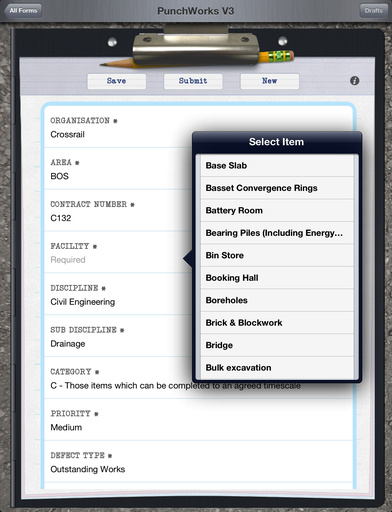 All Forms
PunchWorks V3
Drafts
Save
Submit
New
i
ORGANISATION *
Crossrail
AREA *
BOS
CONTRACT NUMBER *
C132
FACILITY *
Required
DISCIPLINE *
Civil Engineering
SUB DISCIPLINE *
Drainage
CATEGORY *
C - Those items which can be completed to an agreed timescale
PRIORITY *
Medium
DEFECT TYPE *
Outstanding Works
Select Item
Base Slab
Basset Convergence Rings
Battery Room
Bearing Piles (Including Energy...
Bin Store
Booking Hall
Boreholes
Brick & Blockwork
Bridge
Bulk excavation